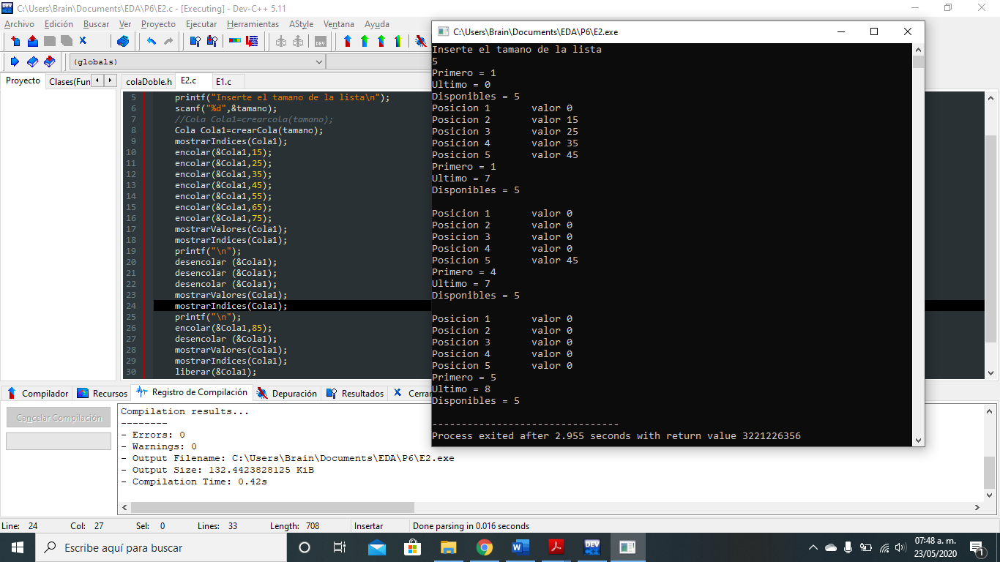 C:\Users\Brain\Documents\EDA\P6\E2.c - [Executing] - Dev-C++ 5.11
Archivo Edición Buscar Ver Proyecto Ejecutar Herramientas AStyle Ventana Ayuda
(globals)
Proyecto Clases(Fun
colaDoble.h E2.c E1.c
5 printf("Inserte el tamano de la lista\n");
6 scanf("%d",&tamano);
7 //Cola Cola1=crearcola(tamano);
8 Cola Cola1=crearCola(tamano);
9 mostrarIndices(Cola1);
10 encolar(&Cola1,15);
11 encolar(&Cola1,25);
12 encolar(&Cola1,35);
13 encolar(&Cola1,45);
14 encolar(&Cola1,55);
15 encolar(&Cola1,65);
16 encolar(&Cola1,75);
17 mostrarValores(Cola1);
18 mostrarIndices(Cola1);
19 printf("\n");
20 desencolar (&Cola1);
21 desencolar (&Cola1);
22 desencolar (&Cola1);
23 mostrarValores(Cola1);
24 mostrarIndices(Cola1);
25 printf("\n");
26 encolar(&Cola1,85);
27 desencolar (&Cola1);
28 mostrarValores(Cola1);
29 mostrarIndices(Cola1);
30 liberar(&Cola1);
C:\Users\Brain\Documents\EDA\P6\E2.exe
Inserte el tamano de la lista
5
Primero = 1
Ultimo = 0
Disponibles = 5
Posicion 1 valor 0
Posicion 2 valor 15
Posicion 3 valor 25
Posicion 4 valor 35
Posicion 5 valor 45
Primero = 1
Ultimo = 7
Disponibles = 5
Posicion 1 valor 0
Posicion 2 valor 0
Posicion 3 valor 0
Posicion 4 valor 0
Posicion 5 valor 45
Primero = 4
Ultimo = 7
Disponibles = 5
Posicion 1 valor 0
Posicion 2 valor 0
Posicion 3 valor 0
Posicion 4 valor 0
Posicion 5 valor 0
Primero = 5
Ultimo = 8
Disponibles = 5
--------------------------------
Process exited after 2.955 seconds with return value 3221226356
Compilador Recursos Registro de Compilación Depuración Resultados Cerrar
Cancelar Compilación
Compilation results...
--------
- Errors: 0
- Warnings: 0
- Output Filename: C:\Users\Brain\Documents\EDA\P6\E2.exe
- Output Size: 132.4423828125 KiB
- Compilation Time: 0.42s
Line: 24 Col: 27 Sel: 0 Lines: 33 Length: 708 Insertar Done parsing in 0.016 seconds
Escribe aquí para buscar
07:48 a. m.
23/05/2020
1